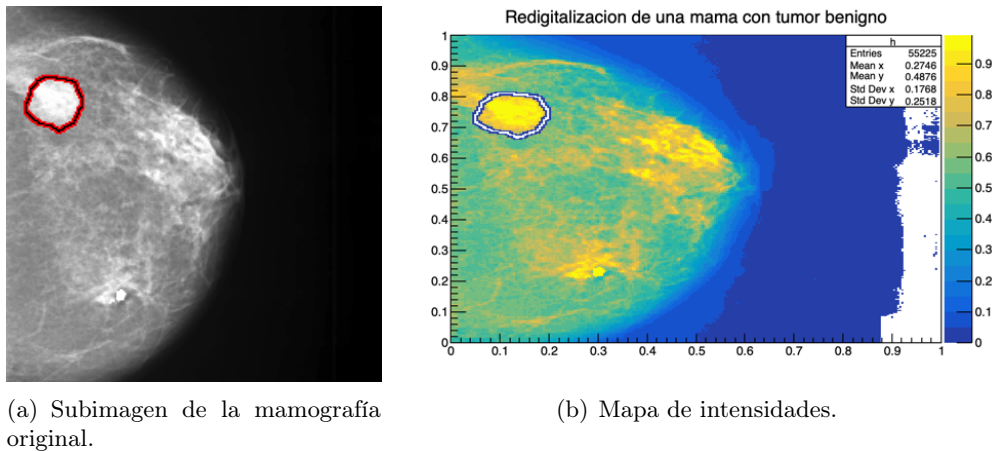 Redigitalizacion de una mama con tumor benigno
h
Entries 55225
Mean x 0.2746
Mean y 0.4876
Std Dev x 0.1768
Std Dev y 0.2518
1
0.9
0.8
0.7
0.6
0.5
0.4
0.3
0.2
0.1
0
0 0.1 0.2 0.3 0.4 0.5 0.6 0.7 0.8 0.9 1
0.9
0.8
0.7
0.6
0.5
0.4
0.3
0.2
0.1
0
(a) Subimagen de la mamografía
original.
(b) Mapa de intensidades.